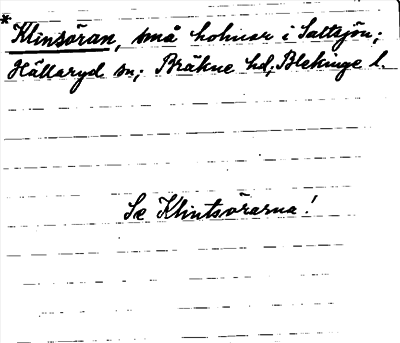 *Klinsöran, små holmar i Saltsjön;
Hällaryd sn; Bräkne hd; Blekinge l.
Se Klintsörarna!